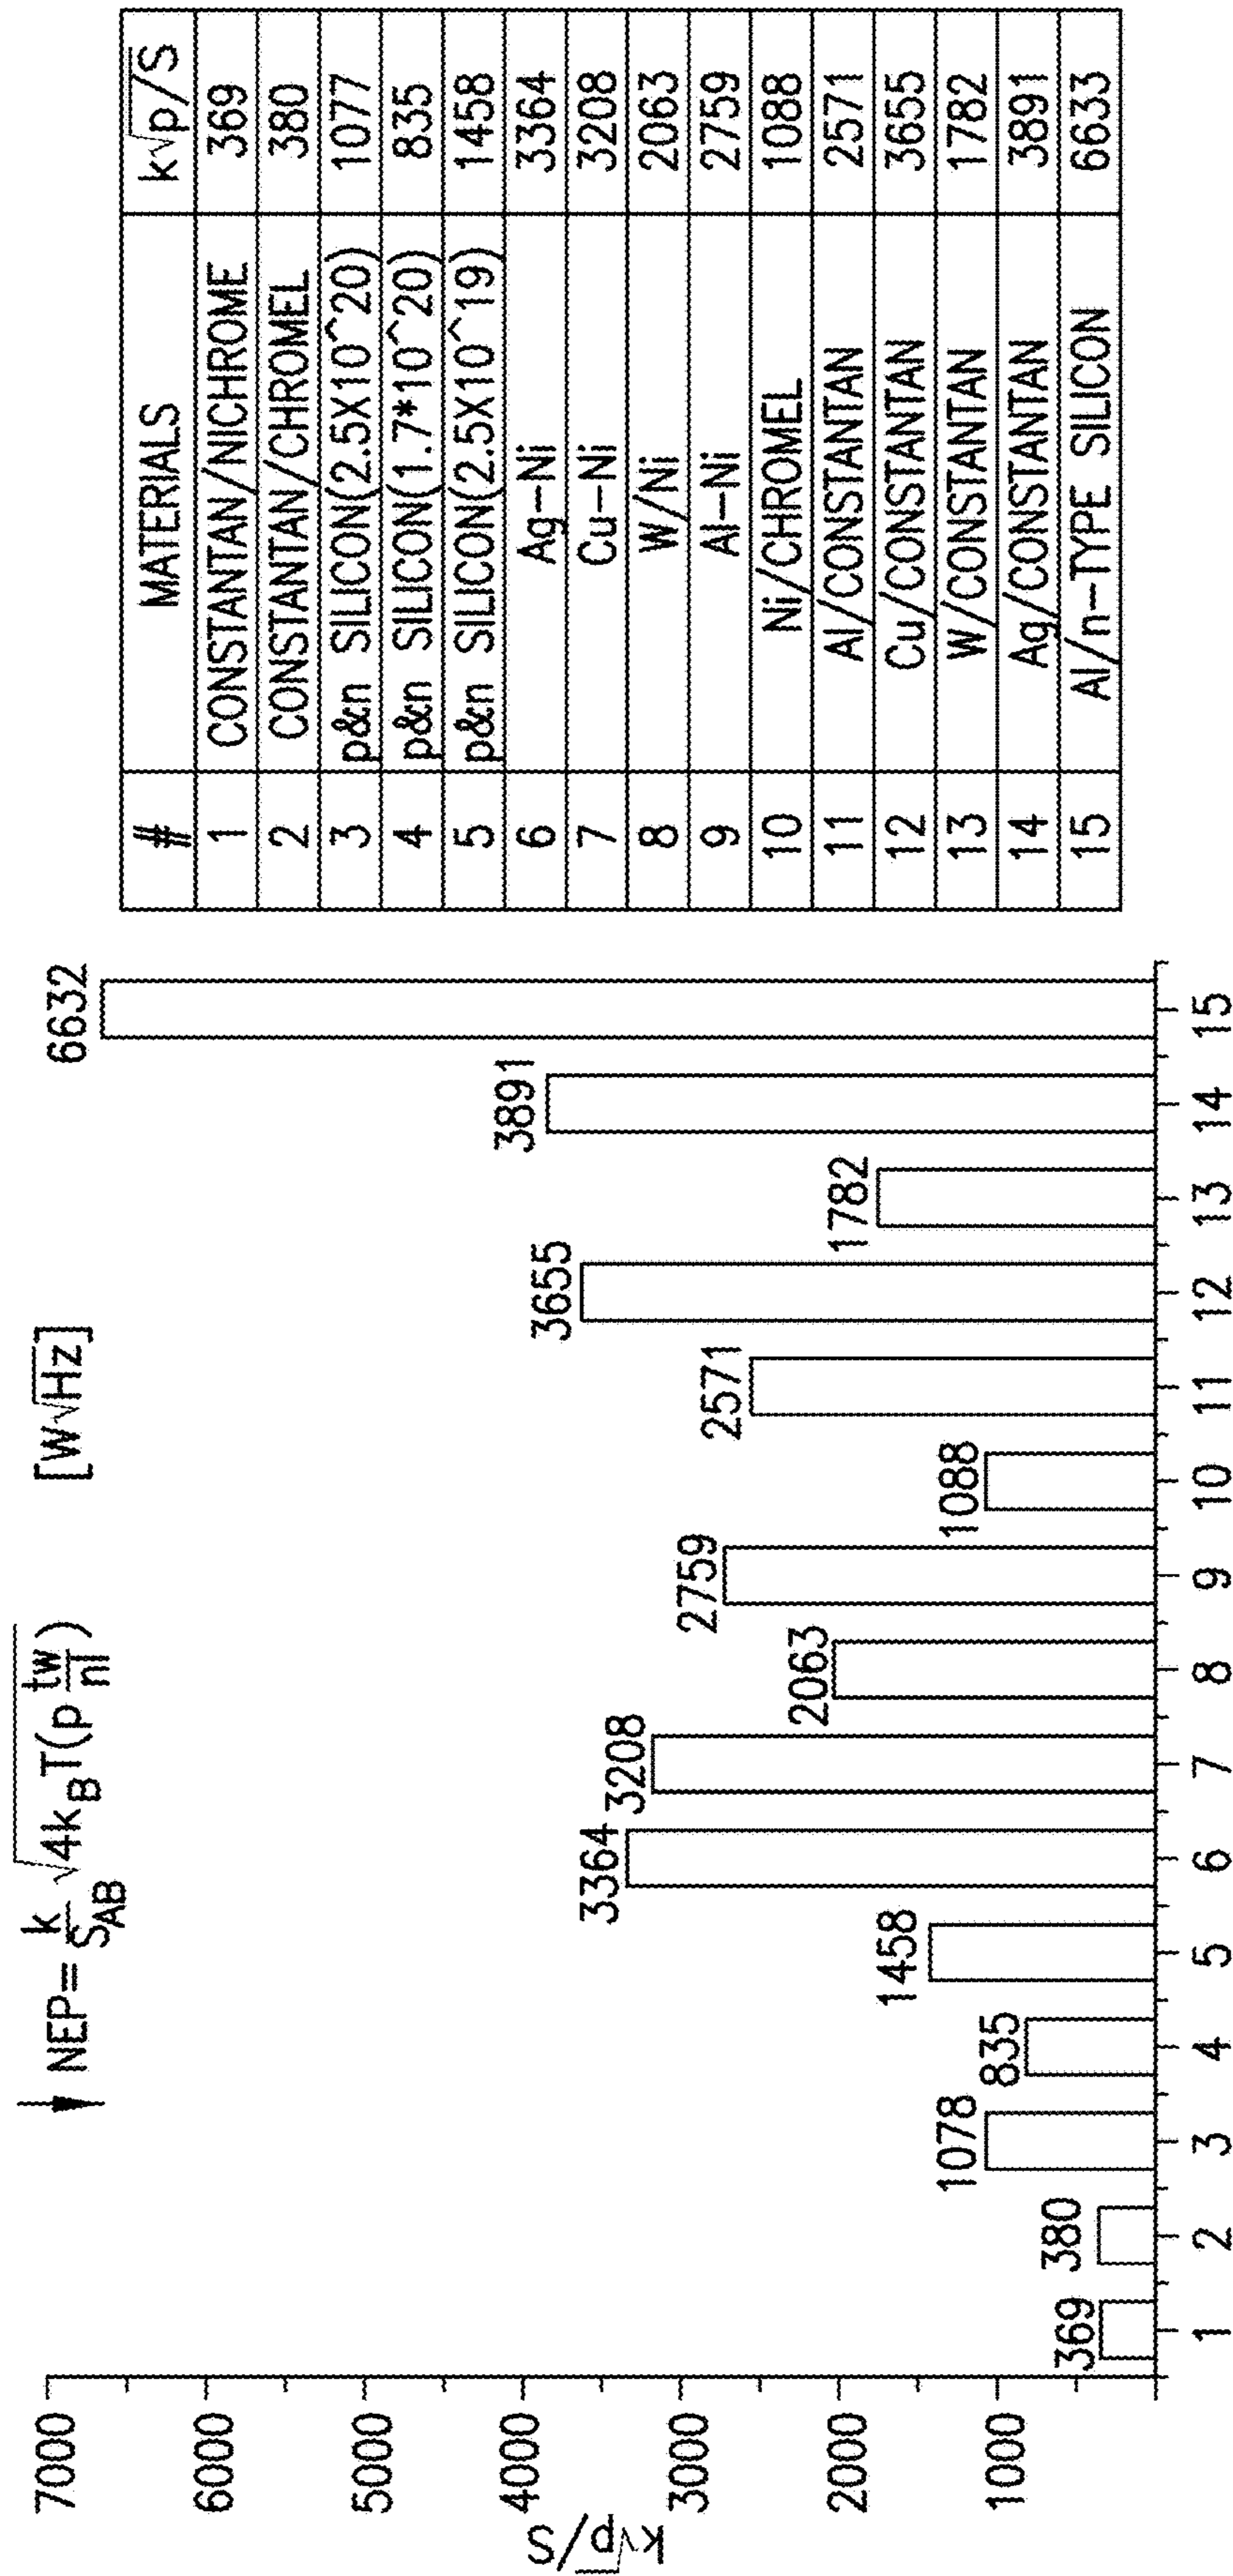 NEP= k/S_AB √4k_B T(p tw/nl) [W√Hz]
k√p/S
7000
6000
5000
4000
3000
2000
1000
369
380
1078
835
1458
3364
3208
2063
2759
1088
2571
3655
1782
3891
6632
1 2 3 4 5 6 7 8 9 10 11 12 13 14 15
# MATERIALS k√p/S
1 CONSTANTAN/NICHROME 369
2 CONSTANTAN/CHROMEL 380
3 p&n SILICON(2.5X10^20) 1077
4 p&n SILICON(1.7*10^20) 835
5 p&n SILICON(2.5X10^19) 1458
6 Ag-Ni 3364
7 Cu-Ni 3208
8 W/Ni 2063
9 Al-Ni 2759
10 Ni/CHROMEL 1088
11 Al/CONSTANTAN 2571
12 Cu/CONSTANTAN 3655
13 W/CONSTANTAN 1782
14 Ag/CONSTANTAN 3891
15 Al/n-TYPE SILICON 6633